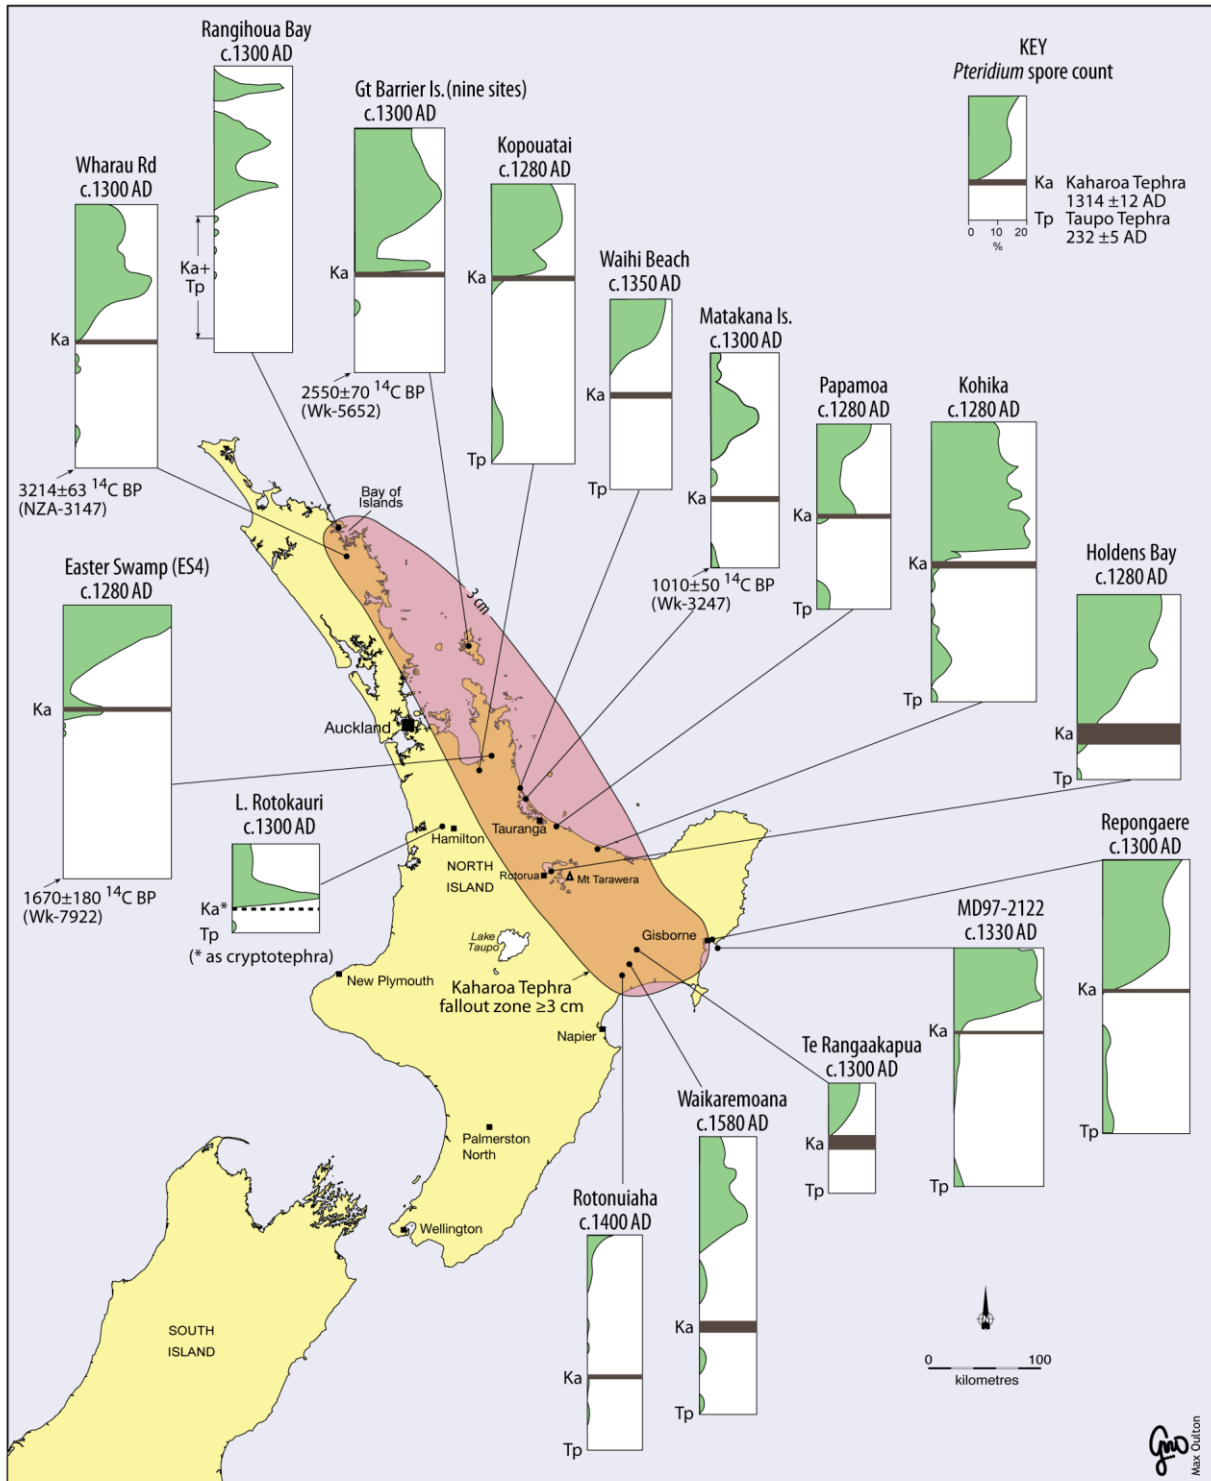 Rangihoua Bay
c.1300 AD
Ka+
Tp
Gt Barrier Is. (nine sites)
c.1300 AD
Ka
2550±70 ¹⁴C BP
(Wk-5652)
Kopouatai
c.1280 AD
Ka
Tp
KEY
Pteridium spore count
Ka Kaharoa Tephra
1314 ±12 AD
Tp Taupo Tephra
232 ±5 AD
0 10 20
%
Wharau Rd
c.1300 AD
Ka
3214±63 ¹⁴C BP
(NZA-3147)
Waihi Beach
c.1350 AD
Ka
Tp
Matakana Is.
c.1300 AD
Ka
1010±50 ¹⁴C BP
(Wk-3247)
Papamoa
c.1280 AD
Ka
Tp
Kohika
c.1280 AD
Ka
Tp
Holdens Bay
c.1280 AD
Ka
Tp
Easter Swamp (ES4)
c.1280 AD
Ka
1670±180 ¹⁴C BP
(Wk-7922)
L. Rotokauri
c.1300 AD
Ka*
Tp
(* as cryptotephra)
Repongaere
c.1300 AD
Ka
Tp
MD97-2122
c.1330 AD
Ka
Tp
Te Rangaakapua
c.1300 AD
Ka
Tp
Waikaremoana
c.1580 AD
Ka
Tp
Rotonuiaha
c.1400 AD
Ka
Tp
Bay of
Islands
3 cm
Auckland
Hamilton
Tauranga
NORTH
ISLAND
Rotorua
Mt Tarawera
Lake
Taupo
Gisborne
New Plymouth
Kaharoa Tephra
fallout zone ≥3 cm
Napier
Palmerston
North
Wellington
SOUTH
ISLAND
N
0 100
kilometres
Max Oulton